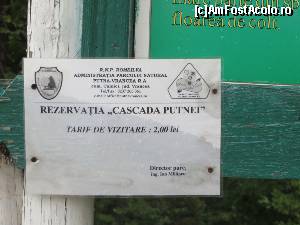 (c)AmFostAcolo.ro
floarea de colt.
R.N.P. ROMSILVA
ADMINISTRAȚIA PARCULUI NATURAL
PUTNA-VRANCEA R.A.
REZERVAȚIA „CASCADA PUTNEI"
TARIF DE VIZITARE : 2,00 lei
Director parc,